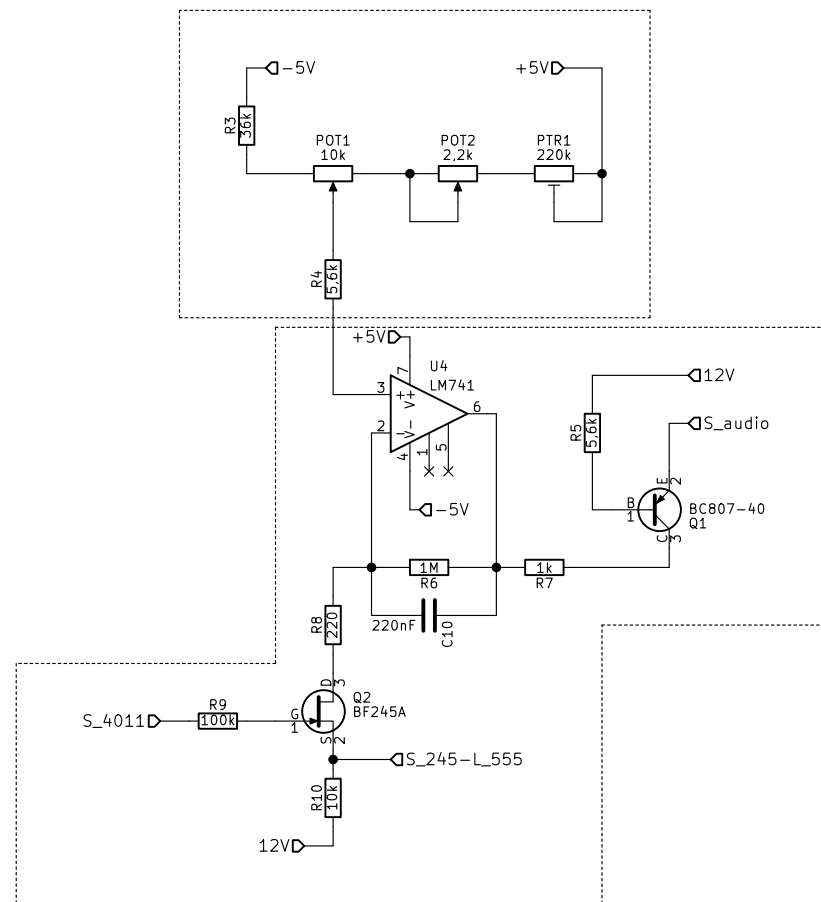 -5V
+5V
R3
36k
POT1
10k
POT2
2,2k
PTR1
220k
R4
5,6k
+5V
7
U4
LM741
3
+
V+
6
2
-
V-
4
1
5
-5V
12V
R5
5,6k
S_audio
E
2
B
1
BC807-40
Q1
C
3
1M
R6
1k
R7
220nF
C10
R8
220
D
3
Q2
BF245A
S_4011
R9
100k
G
1
S
2
S_245-L_555
R10
10k
12V